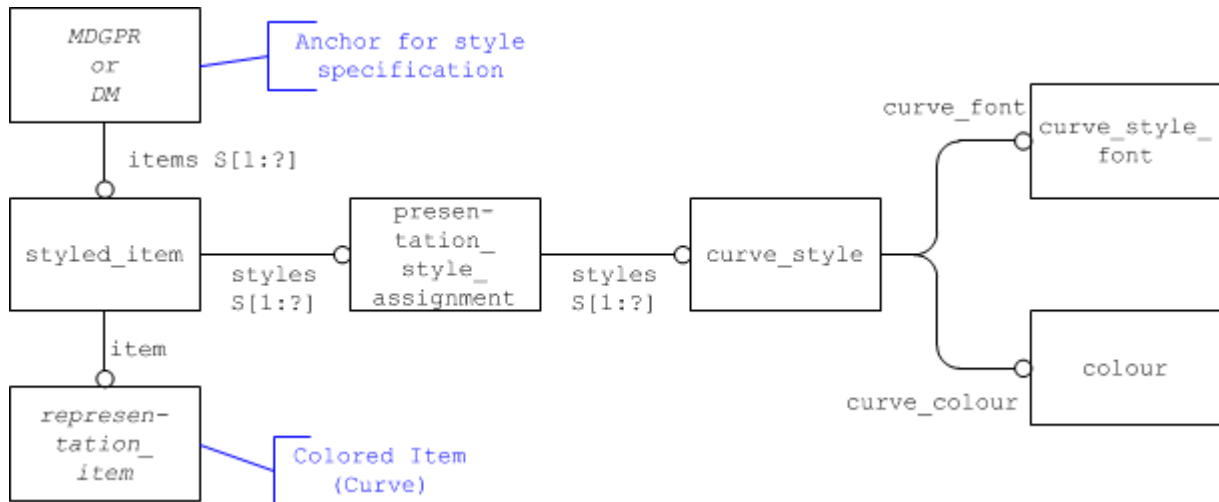 MDGPR
or
DM
Anchor for style
specification
items S[1:?]
styled_item
styles
S[1:?]
presen-
tation_
style_
assignment
styles
S[1:?]
curve_style
curve_font
curve_style_
font
curve_colour
colour
item
represen-
tation_
item
Colored Item
(Curve)